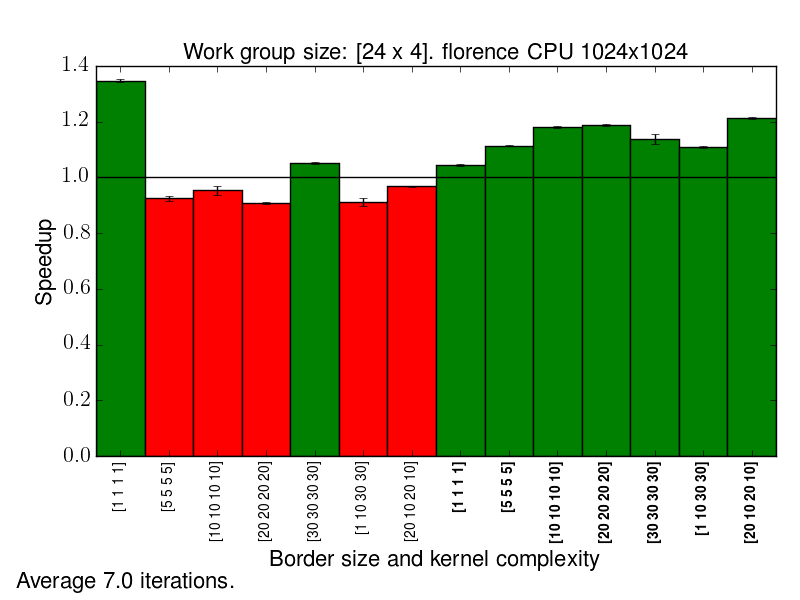 Work group size: [24 x 4]. florence CPU 1024x1024
1.4
1.2
1.0
0.8
0.6
0.4
0.2
0.0
Speedup
[1 1 1 1]
[5 5 5 5]
[10 10 10 10]
[20 20 20 20]
[30 30 30 30]
[1 10 30 30]
[20 10 20 10]
[1 1 1 1]
[5 5 5 5]
[10 10 10 10]
[20 20 20 20]
[30 30 30 30]
[1 10 30 30]
[20 10 20 10]
Border size and kernel complexity
Average 7.0 iterations.